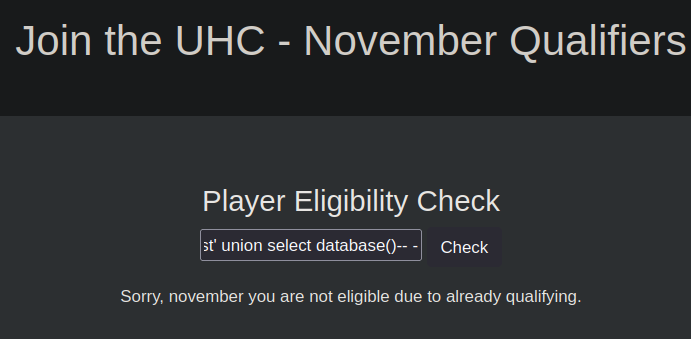 Join the UHC - November Qualifiers
Player Eligibility Check
st' union select database()-- -
Check
Sorry, november you are not eligible due to already qualifying.